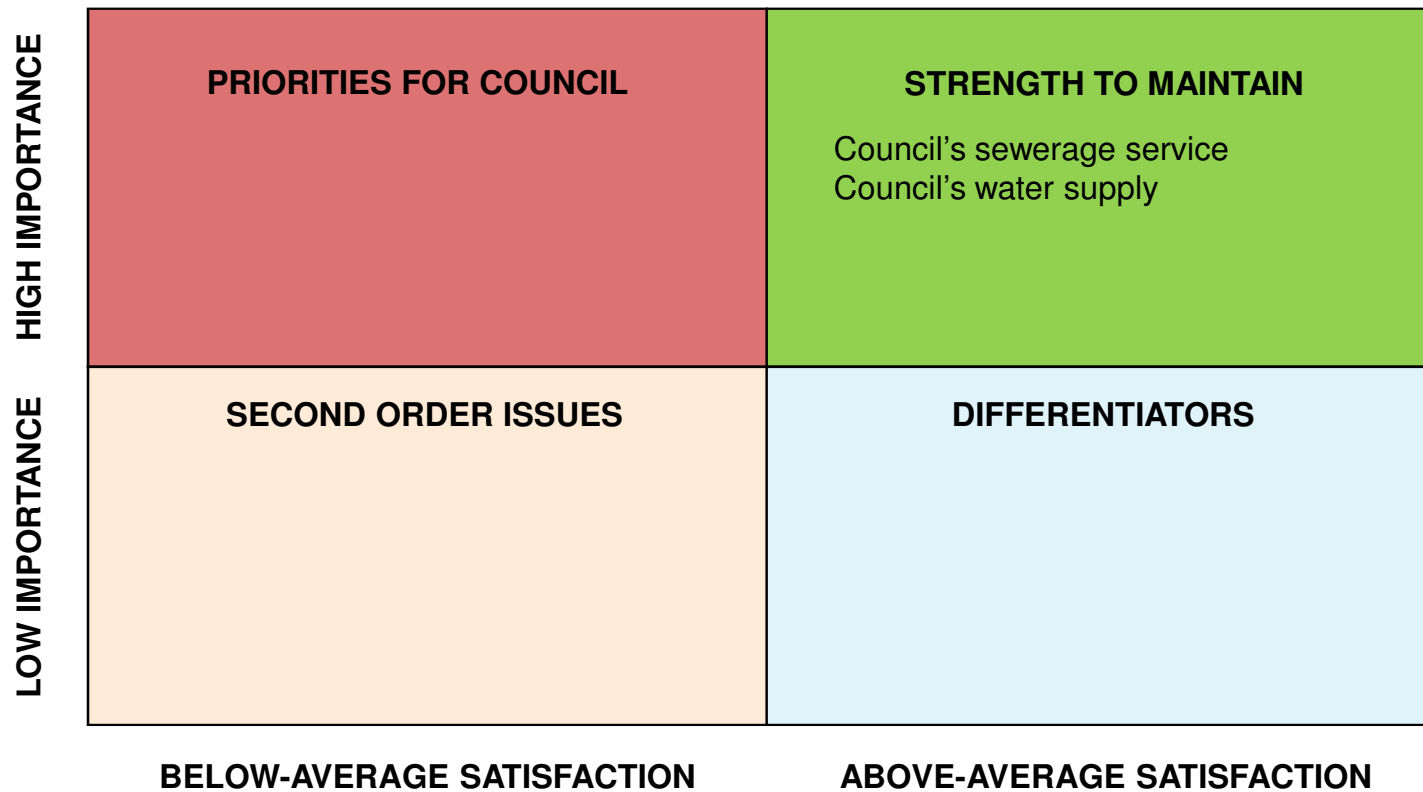 HIGH IMPORTANCE
PRIORITIES FOR COUNCIL
STRENGTH TO MAINTAIN
Council’s sewerage service
Council’s water supply
LOW IMPORTANCE
SECOND ORDER ISSUES
DIFFERENTIATORS
BELOW-AVERAGE SATISFACTION
ABOVE-AVERAGE SATISFACTION